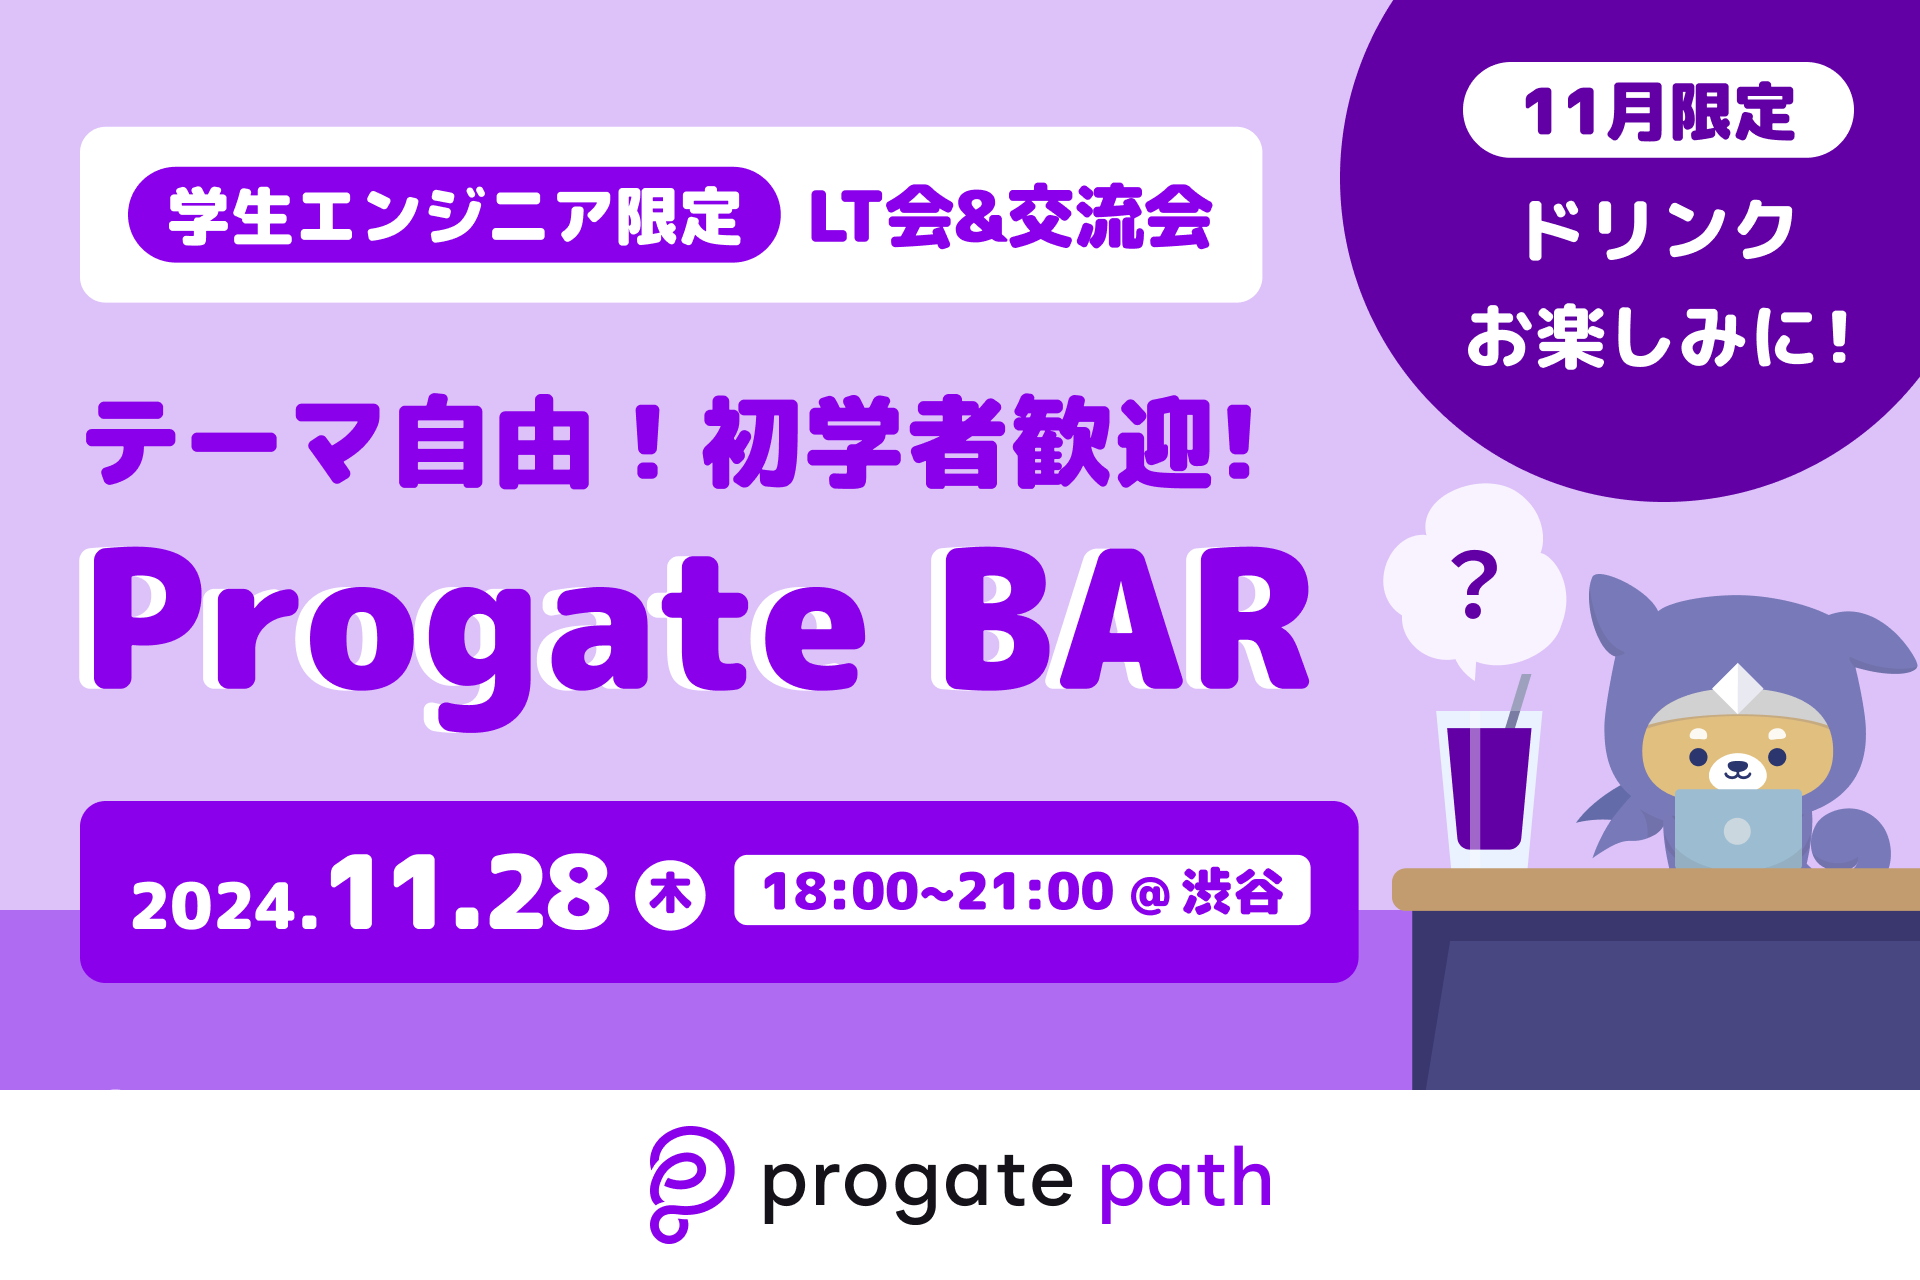 学生エンジニア限定 LT会&交流会
11月限定
ドリンク
お楽しみに!
テーマ自由！初学者歓迎!
Progate BAR
?
2024.11.28 木 18:00~21:00 @ 渋谷
progate path